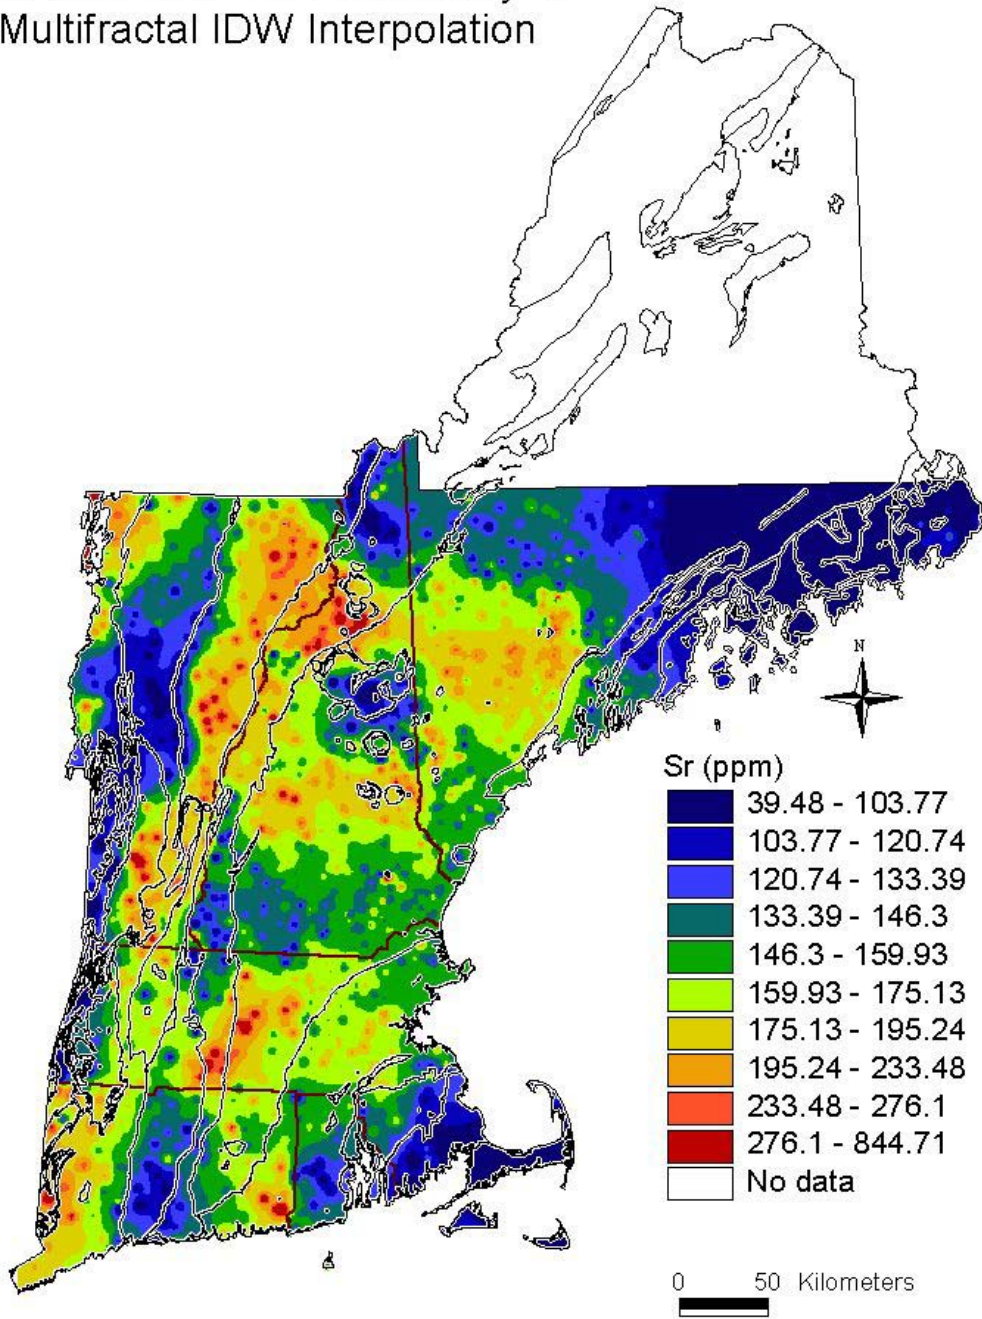 Multifractal IDW Interpolation
N
Sr (ppm)
39.48 - 103.77
103.77 - 120.74
120.74 - 133.39
133.39 - 146.3
146.3 - 159.93
159.93 - 175.13
175.13 - 195.24
195.24 - 233.48
233.48 - 276.1
276.1 - 844.71
No data
0 50 Kilometers